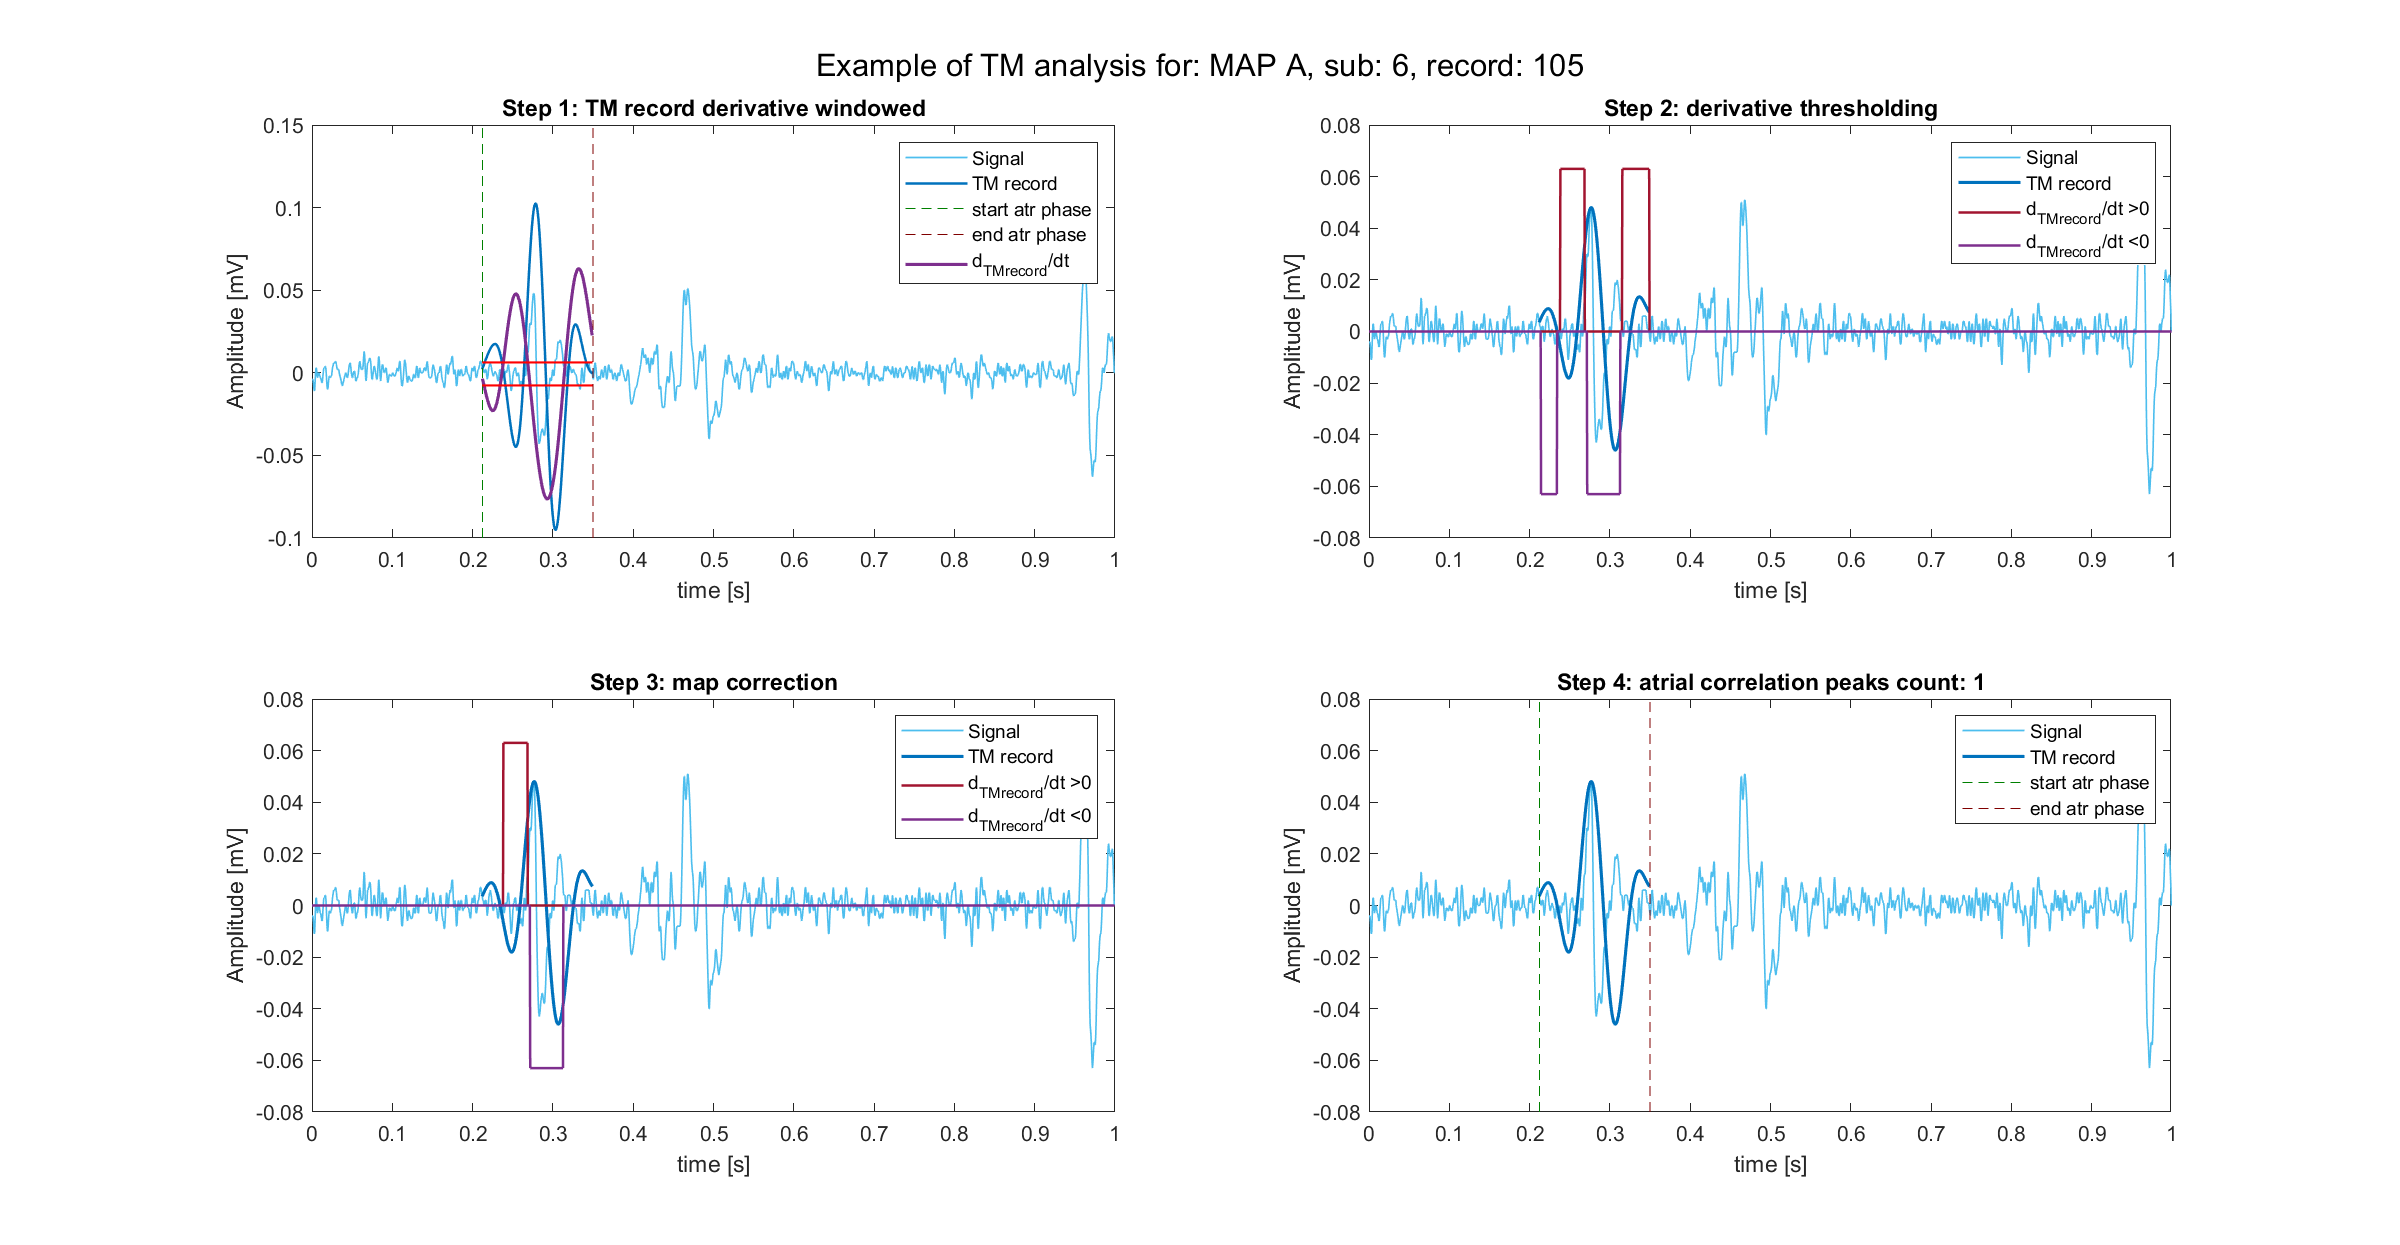 Example of TM analysis for: MAP A, sub: 6, record: 105
Step 1: TM record derivative windowed
0.15
0.1
0.05
0
-0.05
-0.1
Amplitude [mV]
0 0.1 0.2 0.3 0.4 0.5 0.6 0.7 0.8 0.9 1
time [s]
Signal
TM record
start atr phase
end atr phase
dTMrecord/dt
Step 2: derivative thresholding
0.08
0.06
0.04
0.02
0
-0.02
-0.04
-0.06
-0.08
Amplitude [mV]
0 0.1 0.2 0.3 0.4 0.5 0.6 0.7 0.8 0.9 1
time [s]
Signal
TM record
dTMrecord/dt >0
dTMrecord/dt <0
Step 3: map correction
0.08
0.06
0.04
0.02
0
-0.02
-0.04
-0.06
-0.08
Amplitude [mV]
0 0.1 0.2 0.3 0.4 0.5 0.6 0.7 0.8 0.9 1
time [s]
Signal
TM record
dTMrecord/dt >0
dTMrecord/dt <0
Step 4: atrial correlation peaks count: 1
0.08
0.06
0.04
0.02
0
-0.02
-0.04
-0.06
-0.08
Amplitude [mV]
0 0.1 0.2 0.3 0.4 0.5 0.6 0.7 0.8 0.9 1
time [s]
Signal
TM record
start atr phase
end atr phase